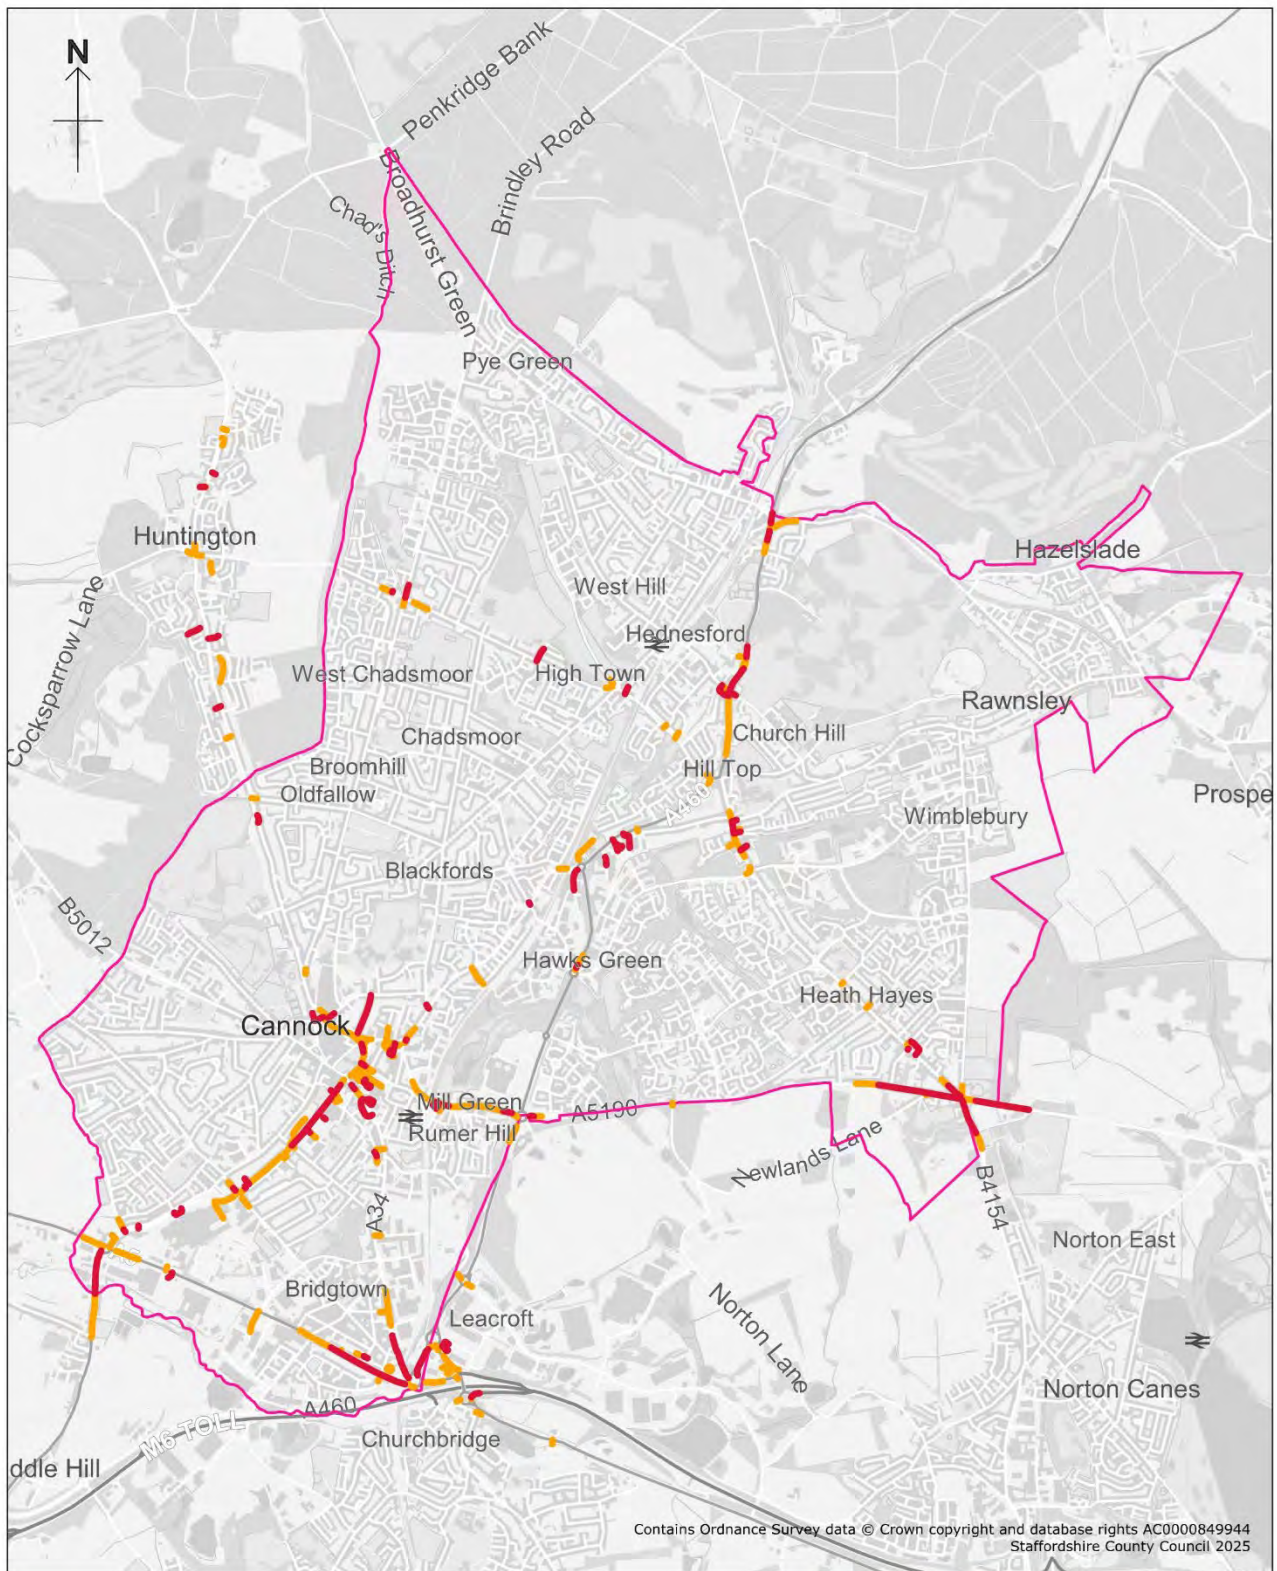 N
Penkridge Bank
Broadhurst Green
Brindley Road
Chad's Ditch
Pye Green
Huntington
Hazelslade
West Hill
Cocksparrow Lane
Hednesford
West Chadsmoor
High Town
Rawnsley
Chadsmoor
Church Hill
Broomhill
Hill Top
Oldfallow
A460
Prospe
Wimblebury
Blackfords
B5012
Hawks Green
Heath Hayes
Cannock
Mill Green
A5190
Rumer Hill
Newlands Lane
B4154
A34
Norton East
A5
Bridgtown
Leacroft
Norton Lane
Norton Canes
A460
M6 TOLL
Churchbridge
ddle Hill
Contains Ordnance Survey data © Crown copyright and database rights AC0000849944
Staffordshire County Council 2025